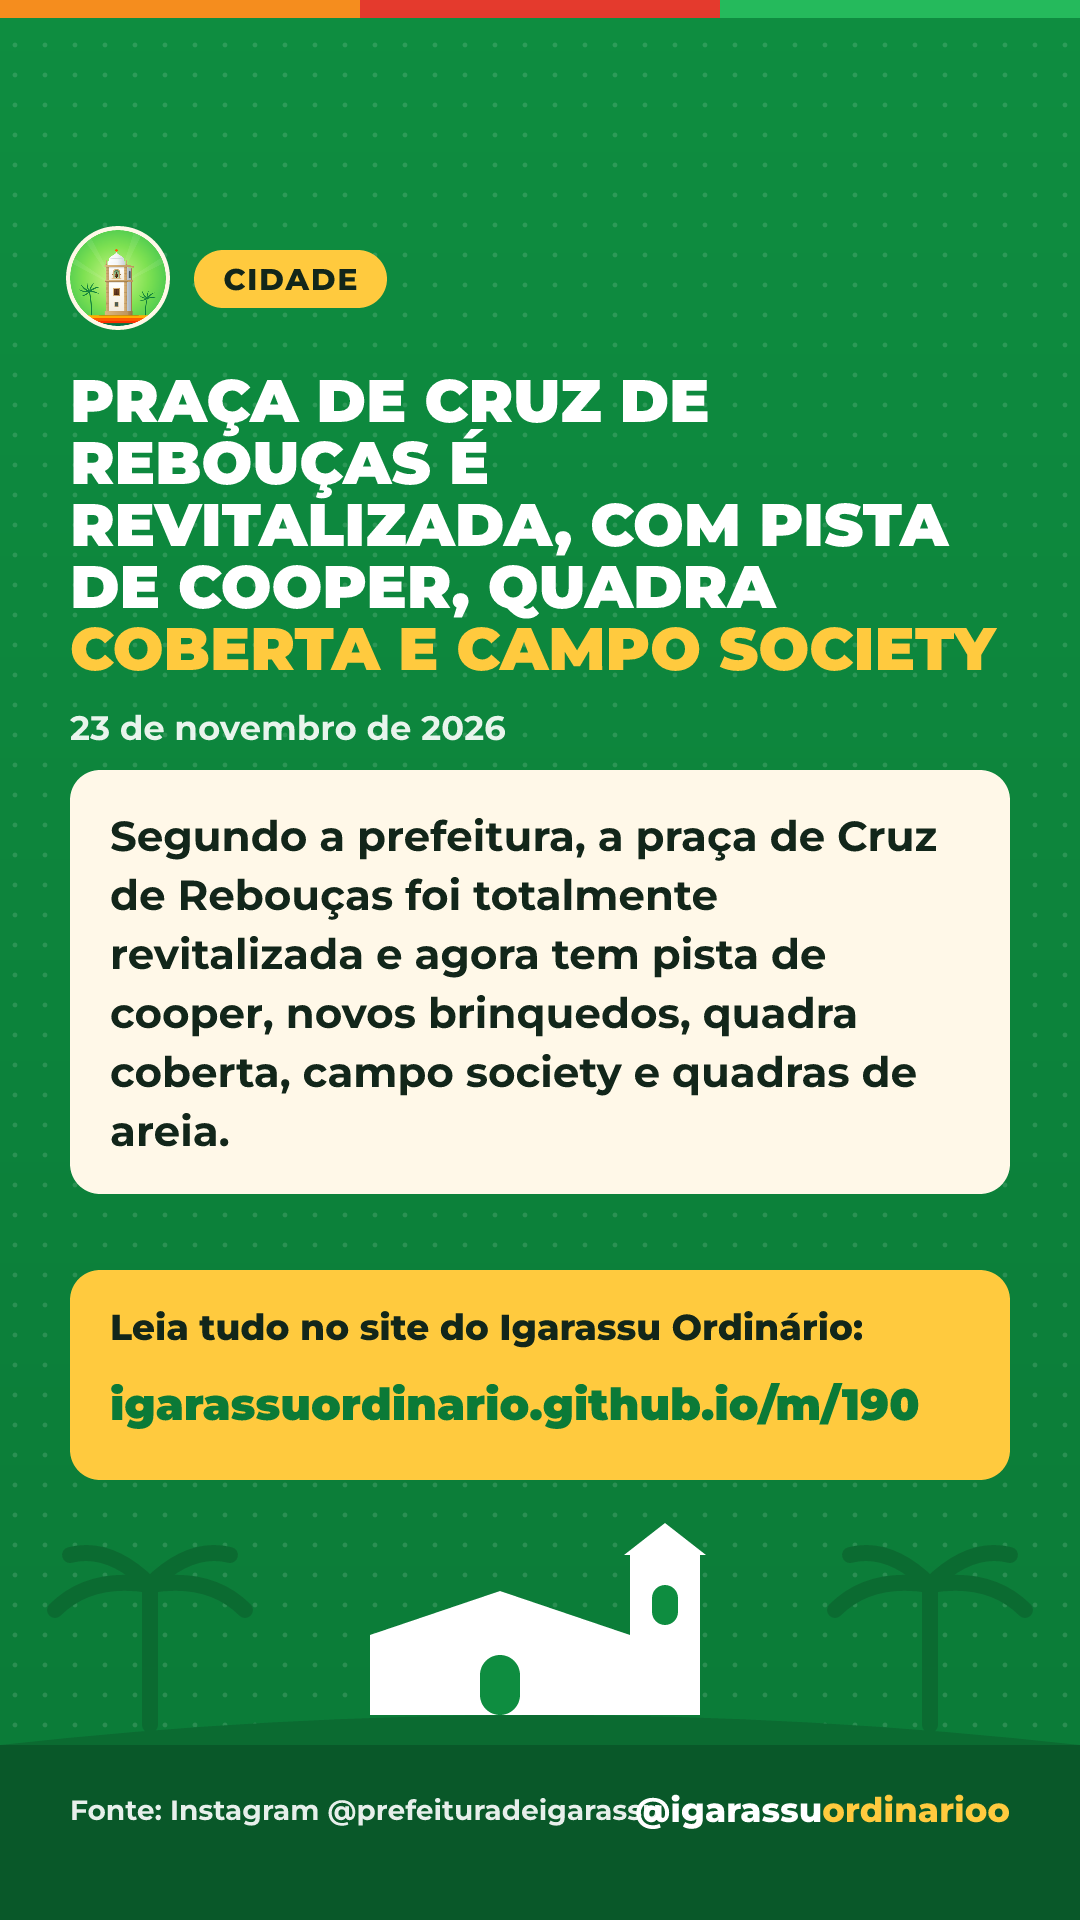 CIDADE
PRAÇA DE CRUZ DE
REBOUÇAS É
REVITALIZADA, COM PISTA
DE COOPER, QUADRA
COBERTA E CAMPO SOCIETY
23 de novembro de 2026
Segundo a prefeitura, a praça de Cruz
de Rebouças foi totalmente
revitalizada e agora tem pista de
cooper, novos brinquedos, quadra
coberta, campo society e quadras de
areia.
Leia tudo no site do Igarassu Ordinário:
igarassuordinario.github.io/m/190
Fonte: Instagram @prefeituradeigarassu @igarassuordinarioo